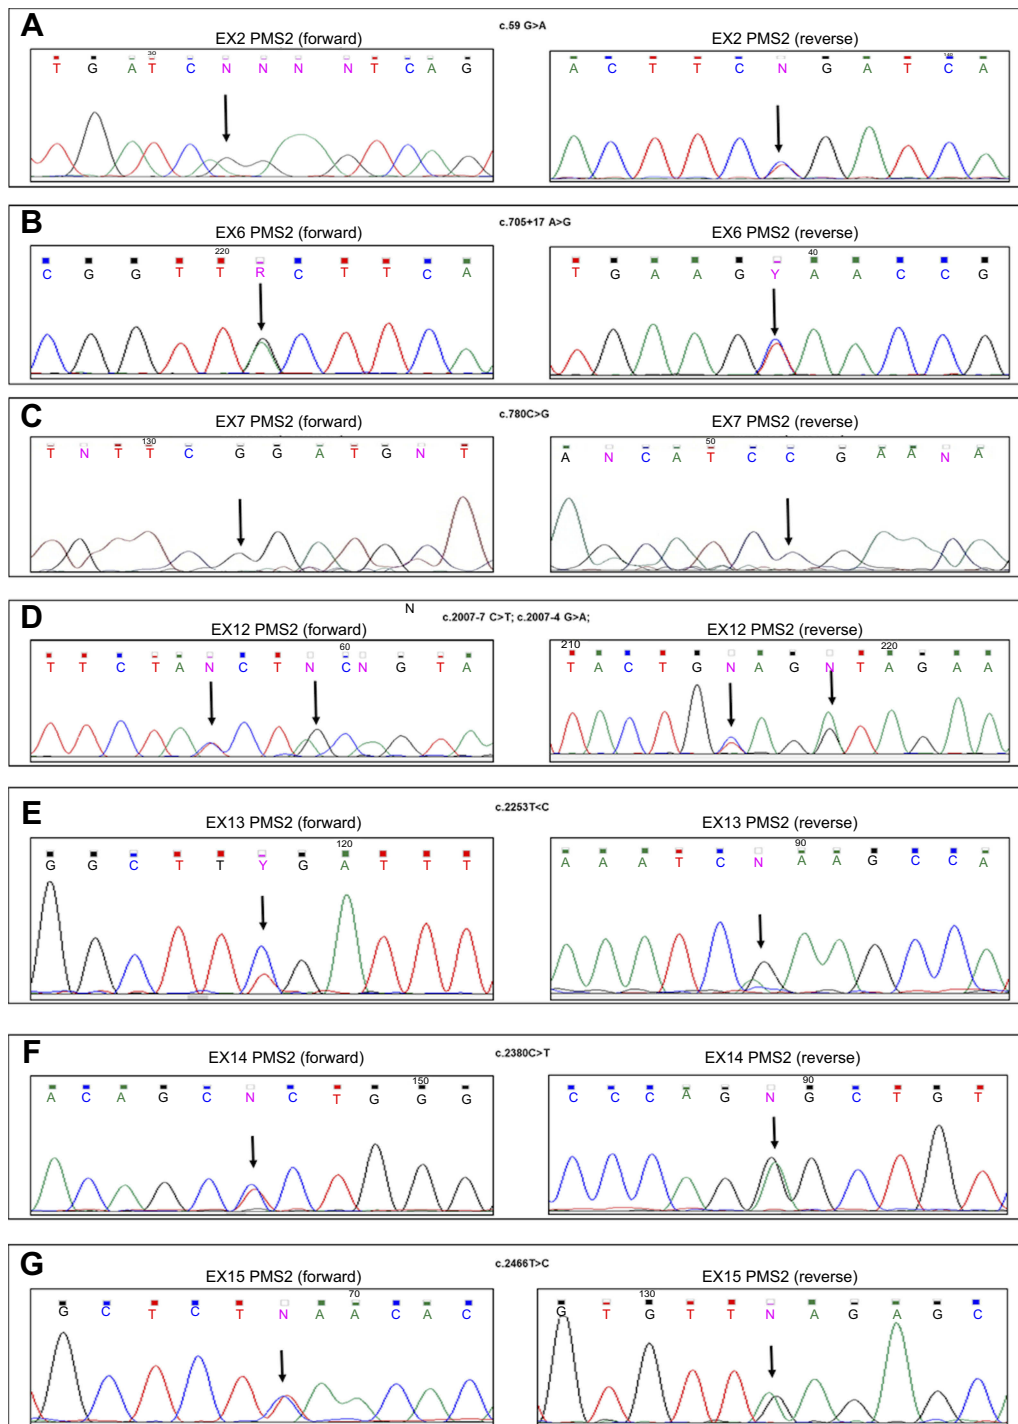 A
c.59 G>A
EX2 PMS2 (forward)
EX2 PMS2 (reverse)
30
T G A T C N N N N T C A G
A C T T C N G A T C A
B
c.705+17 A>G
EX6 PMS2 (forward)
EX6 PMS2 (reverse)
220
40
C G G T T R C T T C A
T G A A G Y A A C C G
C
c.780C>G
EX7 PMS2 (forward)
EX7 PMS2 (reverse)
130
50
T N T T C G G A T G N T
A N C A T C C G A A N A
D
N
c.2007-7 C>T; c.2007-4 G>A;
EX12 PMS2 (forward)
EX12 PMS2 (reverse)
60
210
220
T T C T A N C T N C N G T A
T A C T G N A G N T A G A A
E
c.2253T<C
EX13 PMS2 (forward)
EX13 PMS2 (reverse)
120
90
G G C T T Y G A T T T
A A A T C N A A G C C A
F
c.2380C>T
EX14 PMS2 (forward)
EX14 PMS2 (reverse)
150
90
A C A G C N C T G G G
C C C A G N G C T G T
G
c.2466T>C
EX15 PMS2 (forward)
EX15 PMS2 (reverse)
70
130
G C T C T N A A C A C
G T G T T N A G A G C